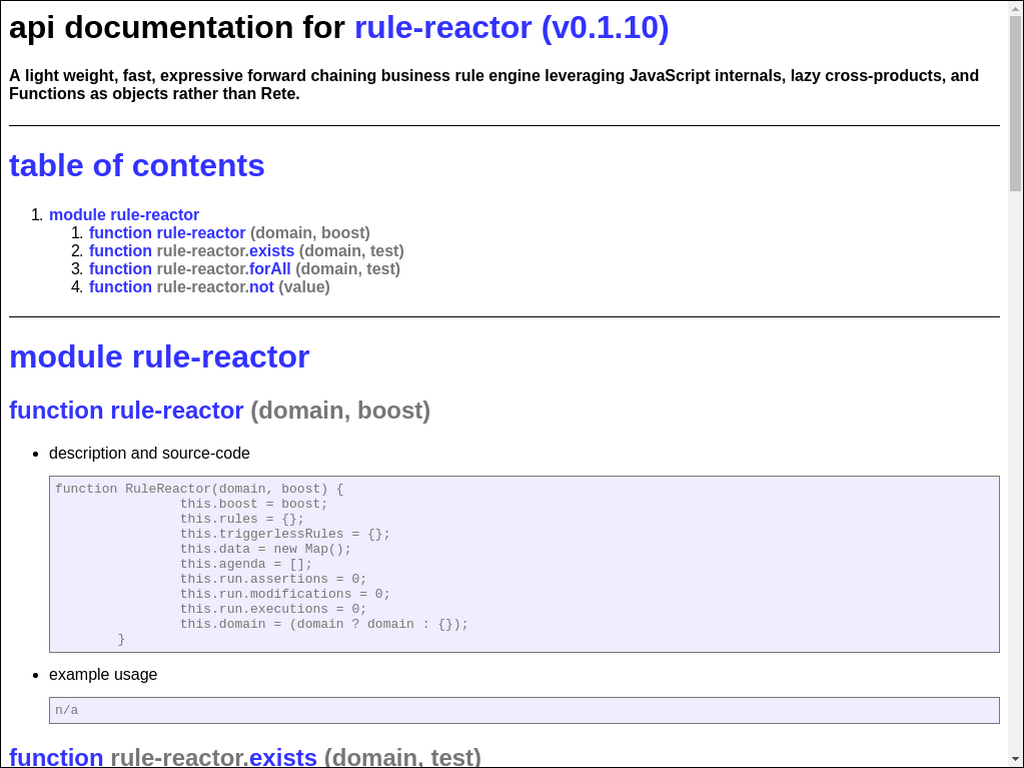 api documentation for rule-reactor (v0.1.10)
A light weight, fast, expressive forward chaining business rule engine leveraging JavaScript internals, lazy cross-products, and
Functions as objects rather than Rete.
table of contents
1. module rule-reactor
1. function rule-reactor (domain, boost)
2. function rule-reactor.exists (domain, test)
3. function rule-reactor.forAll (domain, test)
4. function rule-reactor.not (value)
module rule-reactor
function rule-reactor (domain, boost)
• description and source-code
function RuleReactor(domain, boost) {
this.boost = boost;
this.rules = {};
this.triggerlessRules = {};
this.data = new Map();
this.agenda = [];
this.run.assertions = 0;
this.run.modifications = 0;
this.run.executions = 0;
this.domain = (domain ? domain : {});
}
• example usage
n/a
function rule-reactor.exists (domain, test)